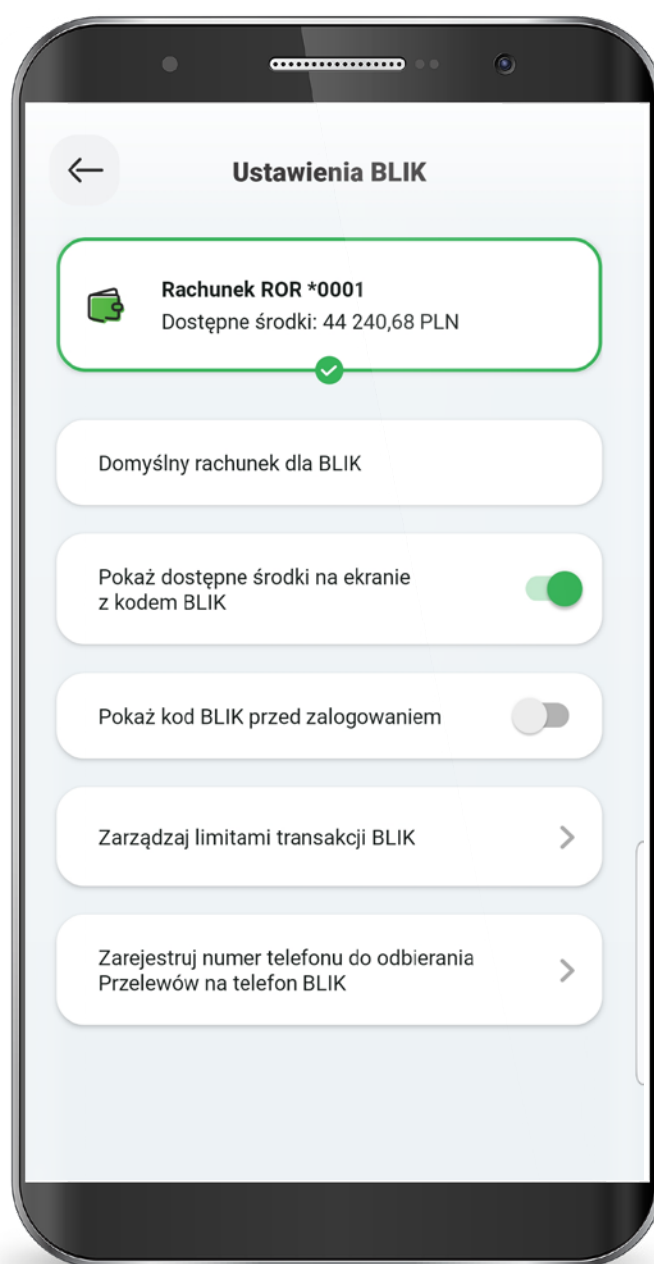 Ustawienia BLIK
Rachunek ROR *0001
Dostępne środki: 44 240,68 PLN
Domyślny rachunek dla BLIK
Pokaż dostępne środki na ekranie
z kodem BLIK
Pokaż kod BLIK przed zalogowaniem
Zarządzaj limitami transakcji BLIK
Zarejestruj numer telefonu do odbierania
Przelewów na telefon BLIK